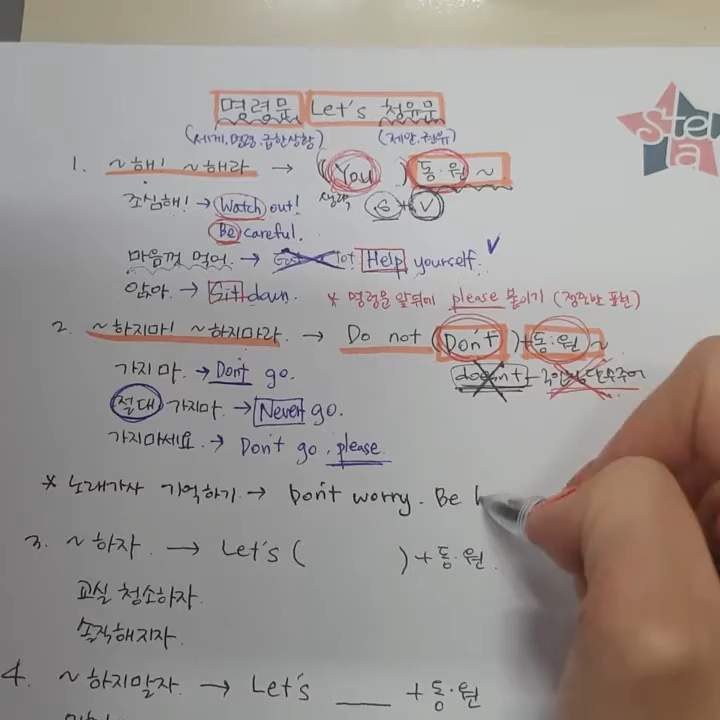 명령문 Let's 청유문
(세게, 명령, 급한상황) (제안, 권유)
Stella
1. ~해! ~해라 → (You) 동·원 ~
생략 S + V
조심해! → Watch out!
Be careful.
마음껏 먹어. → Help yourself. V
앉아 → Sit down. * 명령문 앞뒤에 please 붙이기 (정중한 표현)
2. ~하지마! ~하지마라 → Do not (Don't) + 동·원 ~
가지 마. → Don't go. doesn't - 3인칭 단수주어
절대 가지마. → Never go.
가지마세요. → Don't go, please.
* 노래가사 기억하기 → Don't worry. Be h
3. ~하자. → Let's ( ) + 동·원.
교실 청소하자.
솔직해지자.
4. ~하지말자 → Let's ___ + 동·원